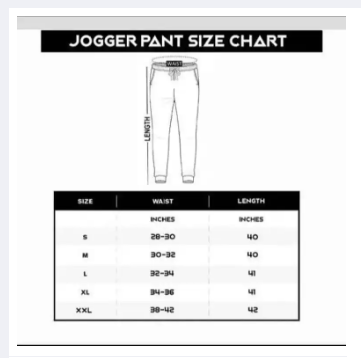 JOGGER PANT SIZE CHART
WAIST
LENGTH
SIZE WAIST LENGTH
INCHES INCHES
S 28-30 40
M 30-32 40
L 32-34 41
XL 34-36 41
XXL 38-42 42